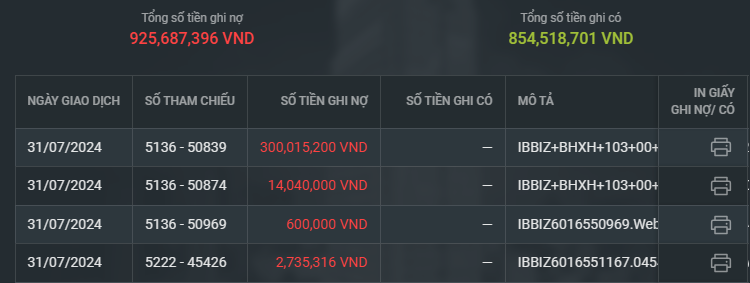 Tổng số tiền ghi nợ Tổng số tiền ghi có
925,687,396 VND 854,518,701 VND
NGÀY GIAO DỊCH SỐ THAM CHIẾU SỐ TIỀN GHI NỢ SỐ TIỀN GHI CÓ MÔ TẢ IN GIẤY GHI NỢ/ CÓ
31/07/2024 5136 - 50839 300,015,200 VND — IBBIZ+BHXH+103+00+
31/07/2024 5136 - 50874 14,040,000 VND — IBBIZ+BHXH+103+00+
31/07/2024 5136 - 50969 600,000 VND — IBBIZ6016550969.Web
31/07/2024 5222 - 45426 2,735,316 VND — IBBIZ6016551167.045